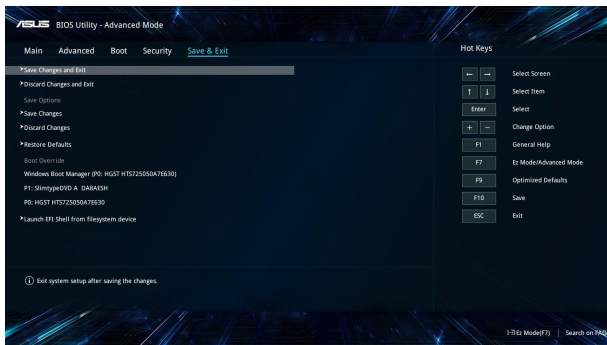 ASUS BIOS Utility - Advanced Mode
Main Advanced Boot Security Save & Exit
Hot Keys
Save Changes and Exit
Discard Changes and Exit
Save Options
Save Changes
Discard Changes
Restore Defaults
Boot Override
Windows Boot Manager (P0: HGST HTS725050A7E630)
P1: SlimtypeDVD A DA8AESH
P0: HGST HTS725050A7E630
Launch EFI Shell from filesystem device
← → Select Screen
↑ ↓ Select Item
Enter Select
+ − Change Option
F1 General Help
F7 Ez Mode/Advanced Mode
F9 Optimized Defaults
F10 Save
ESC Exit
Exit system setup after saving the changes.
Ez Mode(F7) | Search on FAQ